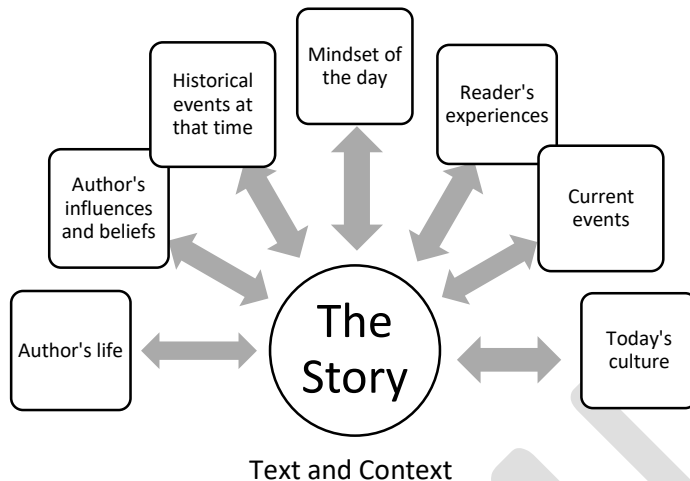 Mindset of
the day
Historical
events at
that time
Reader's
experiences
Author's
influences
and beliefs
Current
events
Author's life
The
Story
Today's
culture
Text and Context